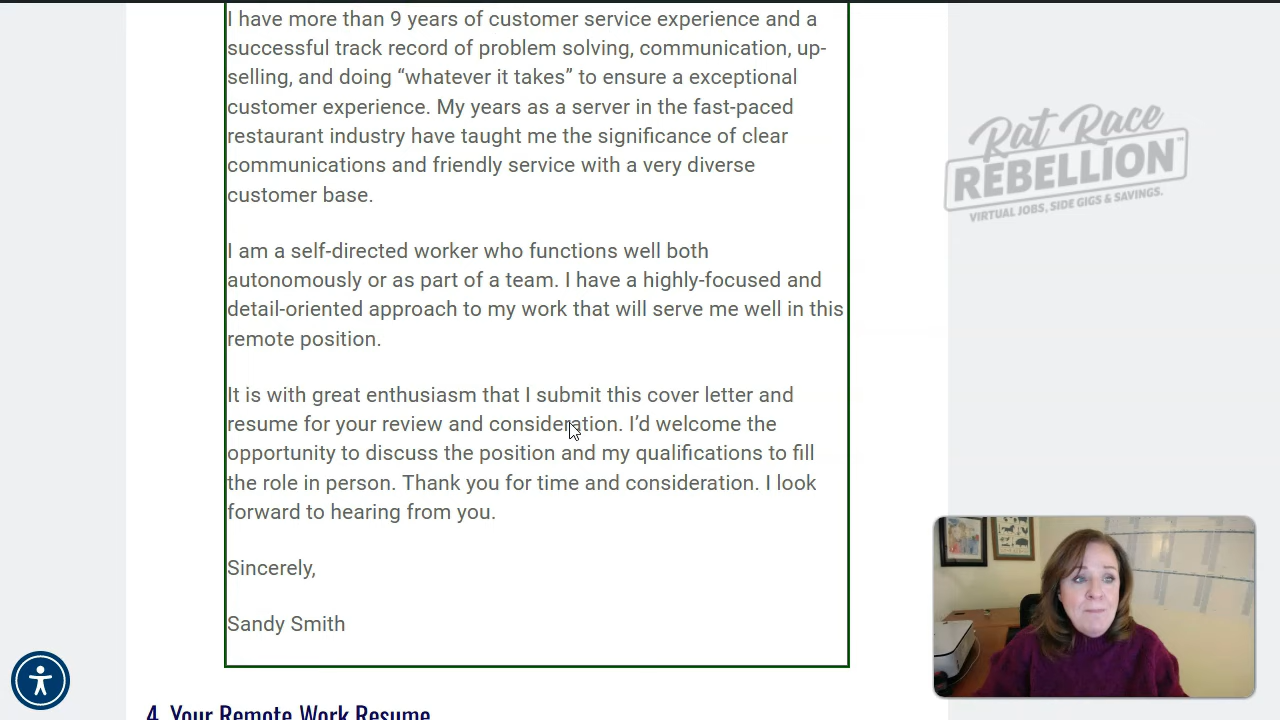 I have more than 9 years of customer service experience and a
successful track record of problem solving, communication, up-
selling, and doing “whatever it takes” to ensure a exceptional
customer experience. My years as a server in the fast-paced
restaurant industry have taught me the significance of clear
communications and friendly service with a very diverse
customer base.
I am a self-directed worker who functions well both
autonomously or as part of a team. I have a highly-focused and
detail-oriented approach to my work that will serve me well in this
remote position.
It is with great enthusiasm that I submit this cover letter and
resume for your review and consideration. I’d welcome the
opportunity to discuss the position and my qualifications to fill
the role in person. Thank you for time and consideration. I look
forward to hearing from you.
Sincerely,
Sandy Smith
4. Your Remote Work Resume
Rat Race
REBELLION™
VIRTUAL JOBS, SIDE GIGS & SAVINGS.